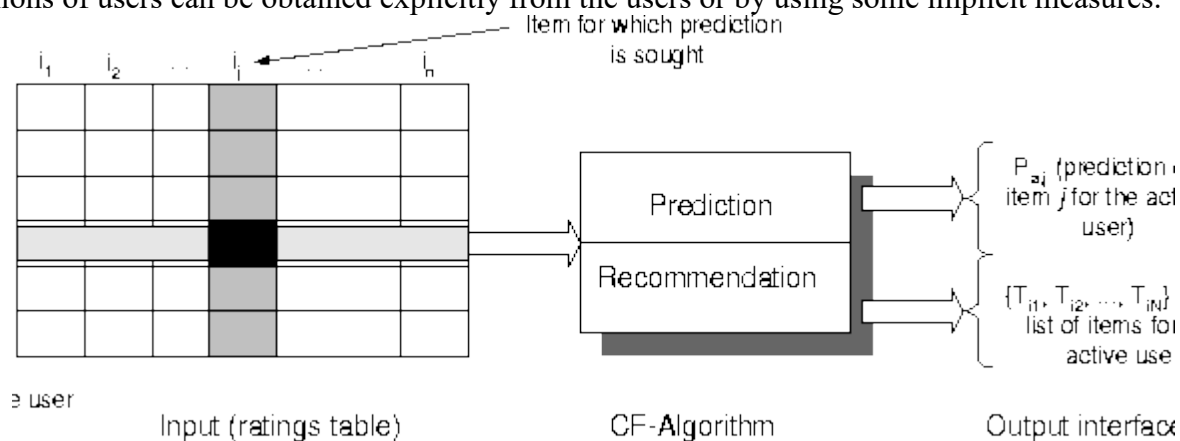 ions of users can be obtained explicitly from the users or by using some implicit measures.
Item for which prediction
is sought
i1 i2 .. ij .. in
Prediction
Recommendation
Pa,j (prediction
item j for the act
user)
{Ti1, Ti2, ..., TiN}
list of items for
active use
e user
Input (ratings table) CF-Algorithm Output interface